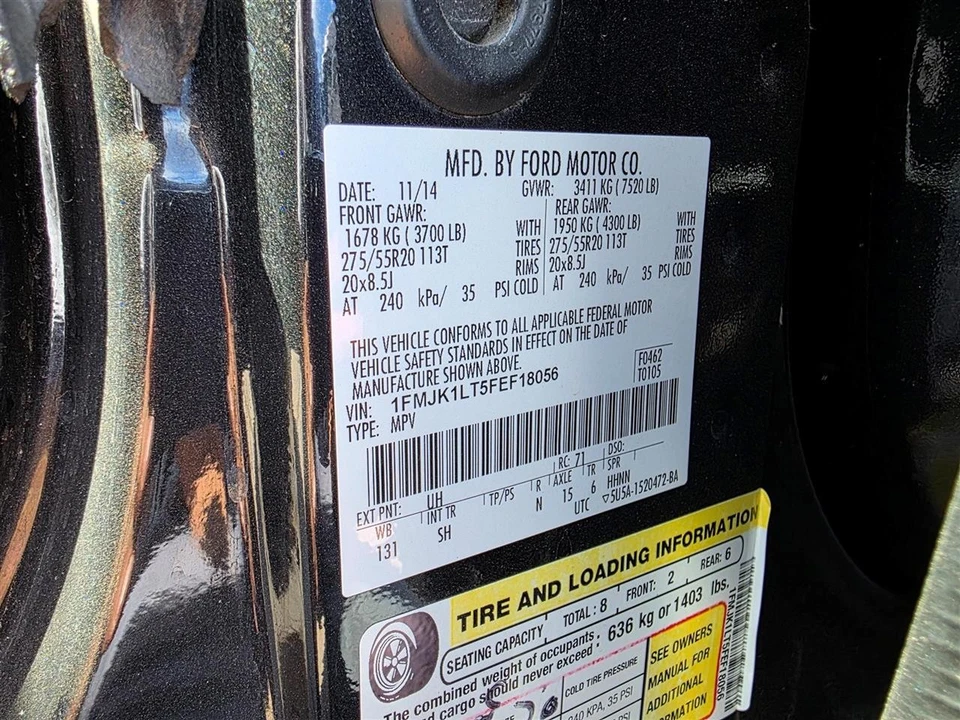 MFD. BY FORD MOTOR CO.
DATE: 11/14 GVWR: 3411 KG ( 7520 LB)
FRONT GAWR: REAR GAWR:
1678 KG ( 3700 LB) WITH 1950 KG ( 4300 LB) WITH
275/55R20 113T TIRES 275/55R20 113T TIRES
20x8.5J RIMS 20x8.5J RIMS
AT 240 kPa/ 35 PSI COLD AT 240 kPa/ 35 PSI COLD
THIS VEHICLE CONFORMS TO ALL APPLICABLE FEDERAL MOTOR
VEHICLE SAFETY STANDARDS IN EFFECT ON THE DATE OF
MANUFACTURE SHOWN ABOVE.
F0462
VIN: 1FMJK1LT5FEF18056
T0105
TYPE: MPV
EXT PNT: UH RC: 71 DSO:
WB INT TR TP/PS R AXLE TR SPR
131 SH N 15 6 HHNN
UTC ▽5U5A-1520472-BA
TIRE AND LOADING INFORMATION
SEATING CAPACITY TOTAL : 8 FRONT: 2 REAR: 6
The combined weight of occupants
and cargo should never exceed : 636 kg or 1403 lbs.
COLD TIRE PRESSURE
240 KPA, 35 PSI
PSI
SEE OWNERS
MANUAL FOR
ADDITIONAL
INFORMATION
1FMJK1LT5FEF18056